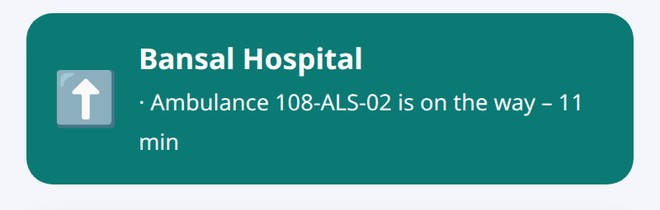 Bansal Hospital
· Ambulance 108-ALS-02 is on the way – 11
min